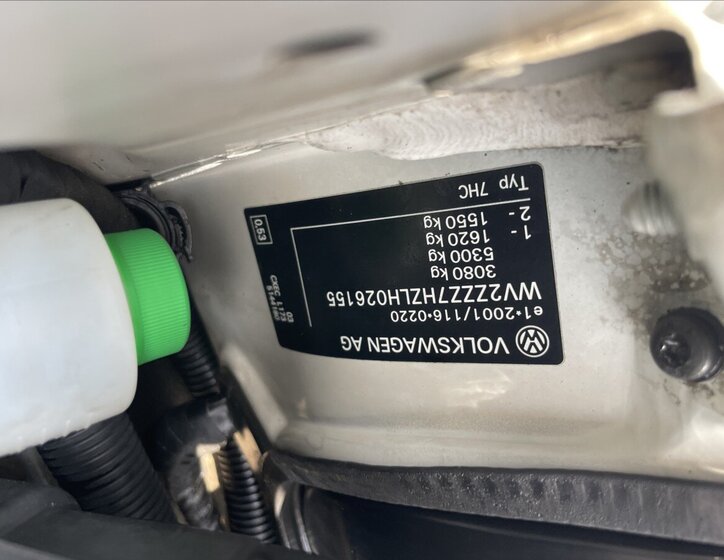 VOLKSWAGEN AG
e1*2001/116*0220
WV2ZZZ7HZLH026155
3080 kg
5300 kg
1- 1620 kg
2- 1550 kg
Typ 7HC
0,53